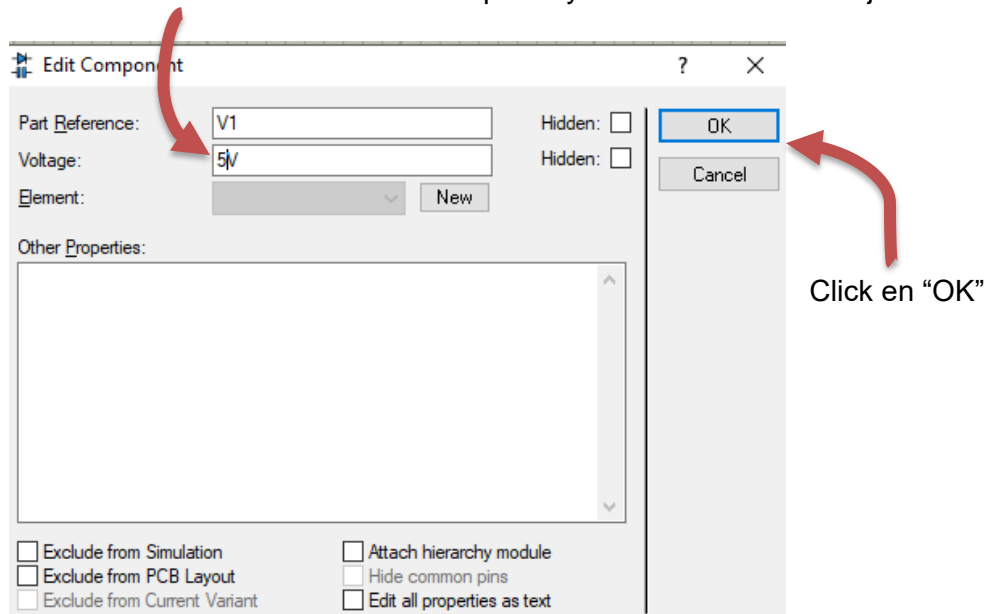 Edit Component ? ×
Part Reference: V1 Hidden: OK
Voltage: 5V Hidden: Cancel
Element: New
Other Properties:
Click en “OK”
Exclude from Simulation Attach hierarchy module
Exclude from PCB Layout Hide common pins
Exclude from Current Variant Edit all properties as text